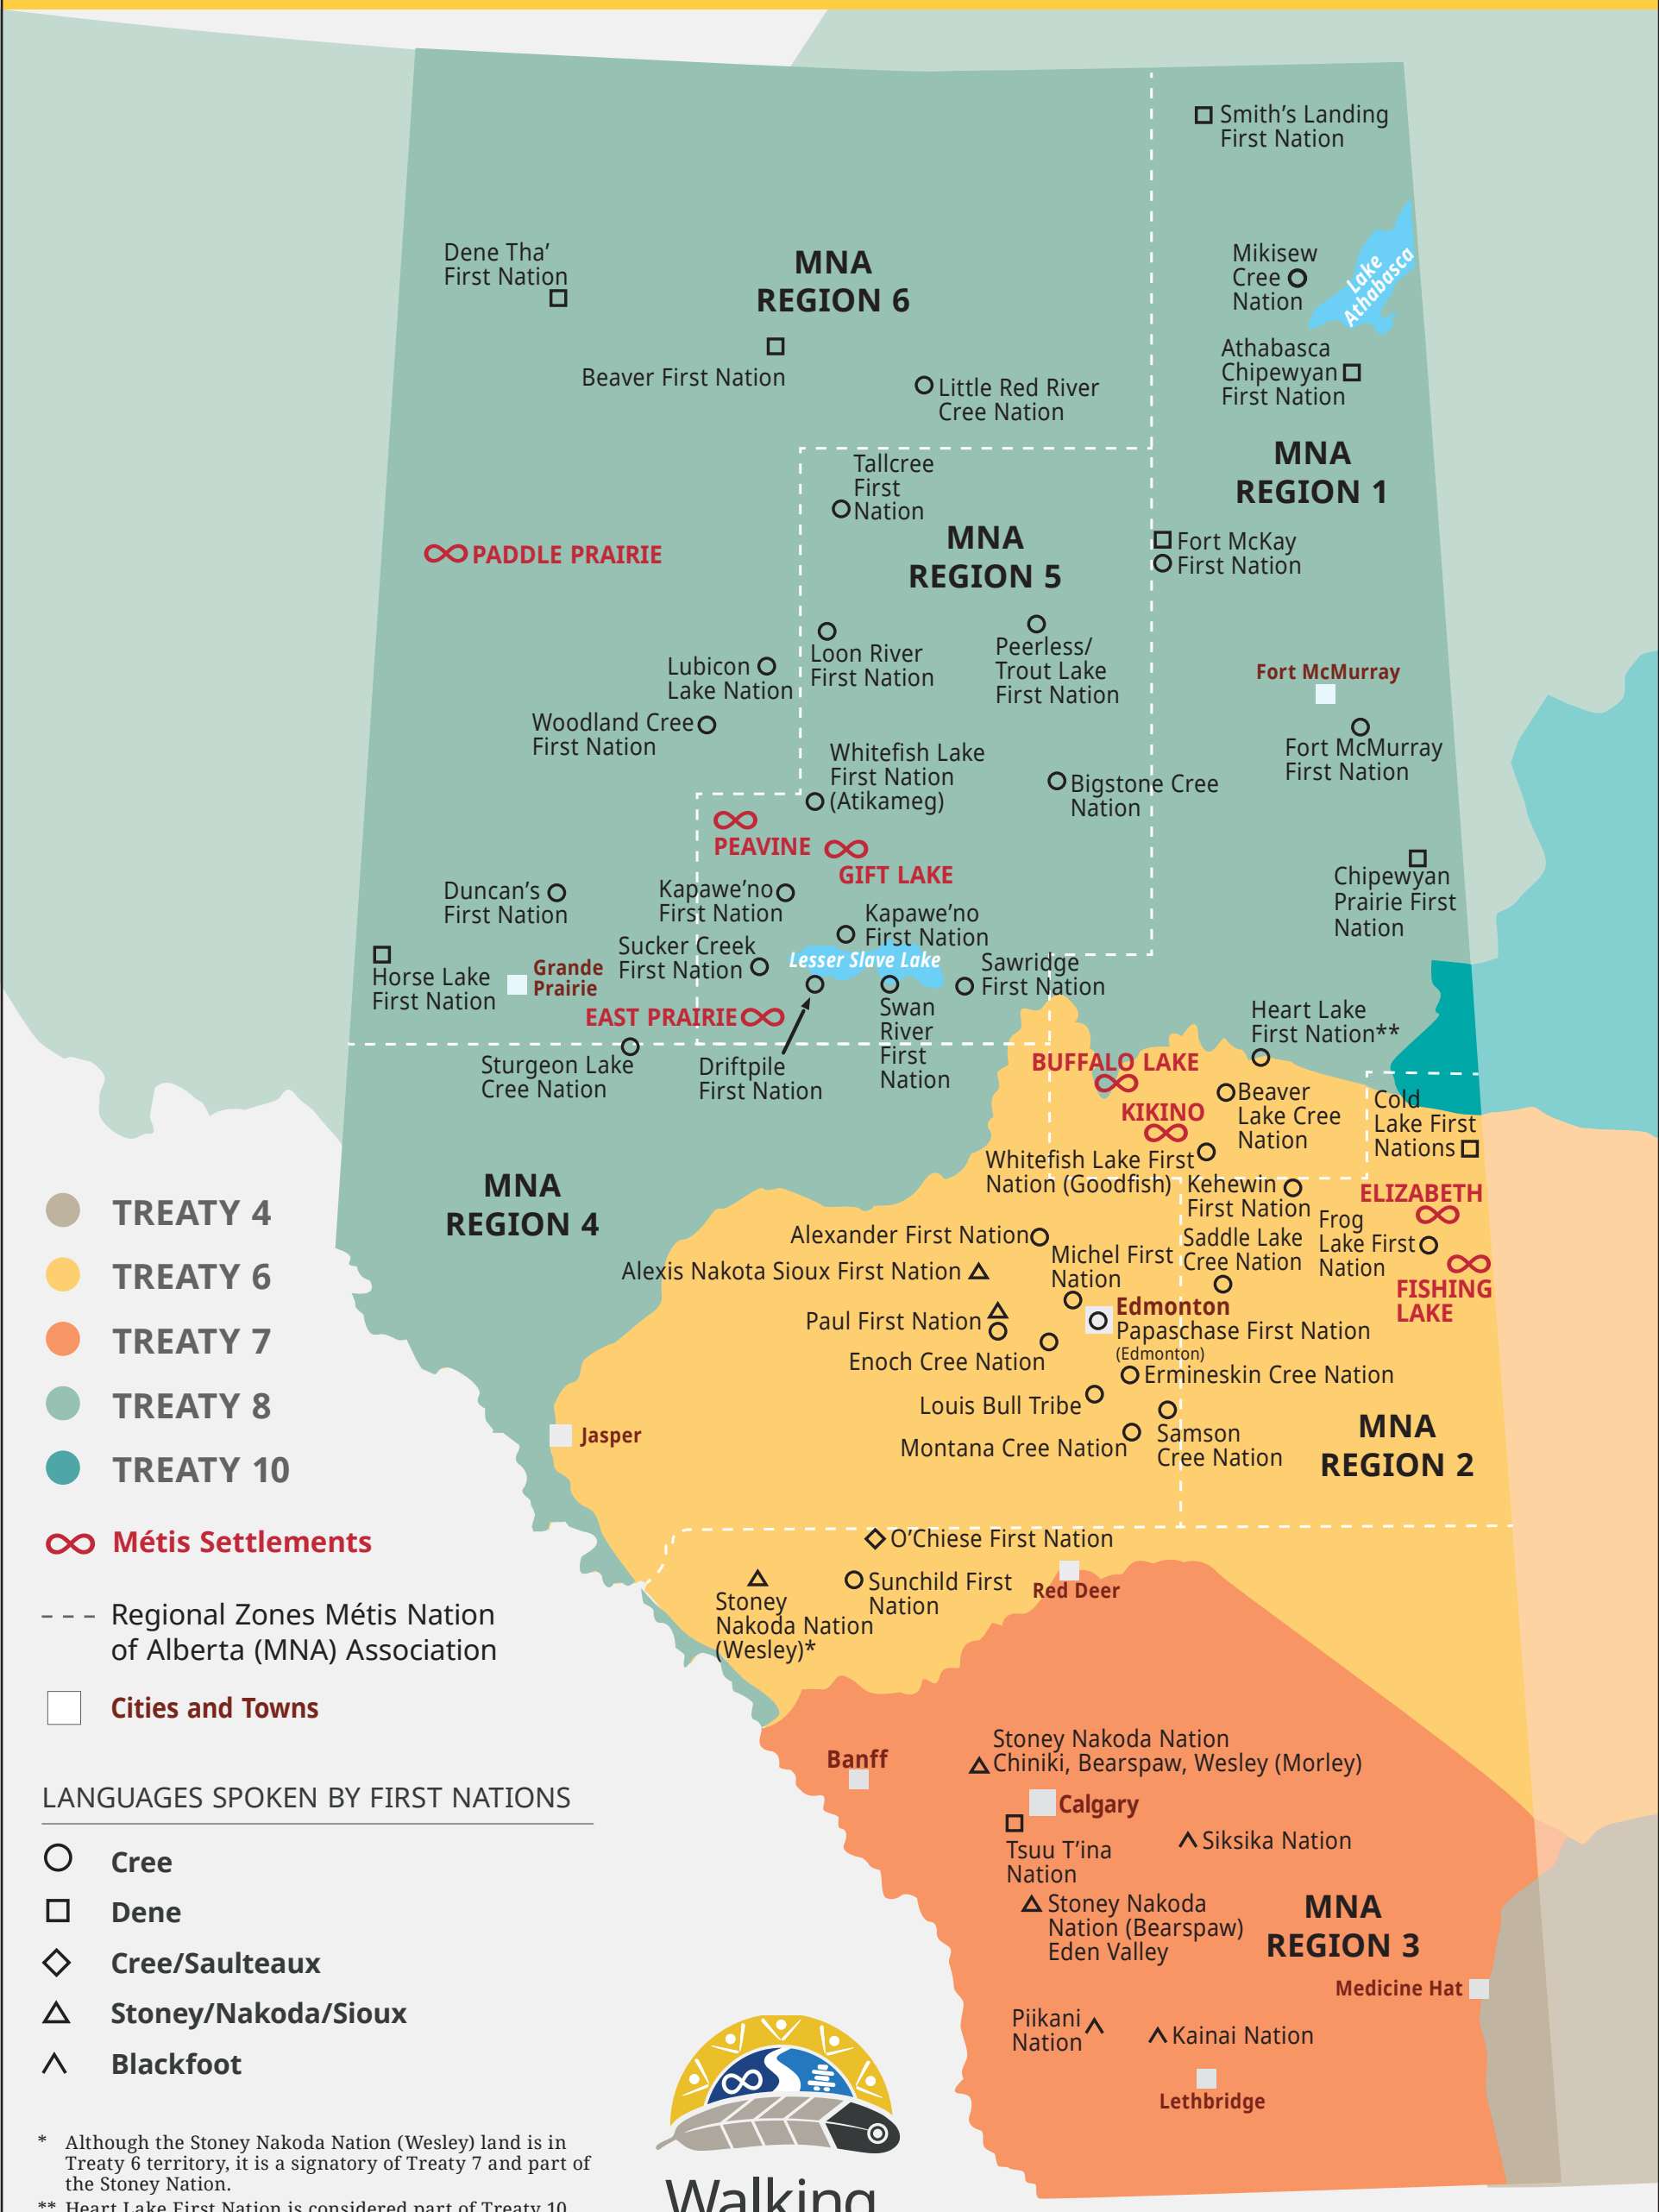 Smith’s Landing
First Nation
Dene Tha’
First Nation
MNA
REGION 6
Mikisew
Cree
Nation
Lake
Athabasca
Beaver First Nation
Little Red River
Cree Nation
Athabasca
Chipewyan
First Nation
MNA
REGION 1
Tallcree
First
Nation
MNA
REGION 5
PADDLE PRAIRIE
Fort McKay
First Nation
Loon River
First Nation
Peerless/
Trout Lake
First Nation
Lubicon
Lake Nation
Fort McMurray
Woodland Cree
First Nation
Fort McMurray
First Nation
Whitefish Lake
First Nation
(Atikameg)
Bigstone Cree
Nation
PEAVINE
GIFT LAKE
Chipewyan
Prairie First
Nation
Duncan’s
First Nation
Kapawe’no
First Nation
Kapawe’no
First Nation
Sucker Creek
First Nation
Lesser Slave Lake
Sawridge
First Nation
Horse Lake
First Nation
Grande
Prairie
EAST PRAIRIE
Swan
River
First
Nation
Heart Lake
First Nation**
Sturgeon Lake
Cree Nation
Driftpile
First Nation
BUFFALO LAKE
KIKINO
Beaver
Lake Cree
Nation
Cold
Lake First
Nations
Whitefish Lake First
Nation (Goodfish)
Kehewin
First Nation
ELIZABETH
MNA
REGION 4
Frog
Lake First
Nation
Alexander First Nation
Saddle Lake
Cree Nation
Michel First
Nation
Alexis Nakota Sioux First Nation
FISHING
LAKE
Edmonton
Papaschase First Nation
(Edmonton)
Paul First Nation
Enoch Cree Nation
Ermineskin Cree Nation
Louis Bull Tribe
Samson
Cree Nation
Montana Cree Nation
MNA
REGION 2
Jasper
O’Chiese First Nation
Sunchild First
Nation
Red Deer
Stoney
Nakoda Nation
(Wesley)*
Stoney Nakoda Nation
Chiniki, Bearspaw, Wesley (Morley)
Banff
Calgary
Tsuu T’ina
Nation
Siksika Nation
Stoney Nakoda
Nation (Bearspaw)
Eden Valley
MNA
REGION 3
Medicine Hat
Piikani
Nation
Kainai Nation
Lethbridge
TREATY 4
TREATY 6
TREATY 7
TREATY 8
TREATY 10
Métis Settlements
Regional Zones Métis Nation
of Alberta (MNA) Association
Cities and Towns
LANGUAGES SPOKEN BY FIRST NATIONS
Cree
Dene
Cree/Saulteaux
Stoney/Nakoda/Sioux
Blackfoot
* Although the Stoney Nakoda Nation (Wesley) land is in
Treaty 6 territory, it is a signatory of Treaty 7 and part of
the Stoney Nation.
** Heart Lake First Nation is considered part of Treaty 10
Walking